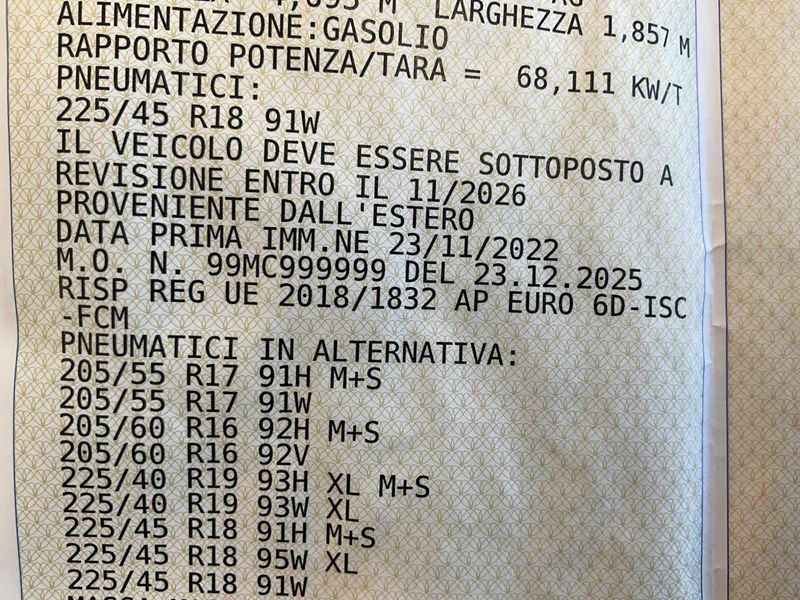 M LARGHEZZA 1,857 M
ALIMENTAZIONE:GASOLIO
RAPPORTO POTENZA/TARA = 68,111 KW/T
PNEUMATICI:
225/45 R18 91W
IL VEICOLO DEVE ESSERE SOTTOPOSTO A
REVISIONE ENTRO IL 11/2026
PROVENIENTE DALL'ESTERO
DATA PRIMA IMM.NE 23/11/2022
M.O. N. 99MC999999 DEL 23.12.2025
RISP REG UE 2018/1832 AP EURO 6D-ISC
-FCM
PNEUMATICI IN ALTERNATIVA:
205/55 R17 91H M+S
205/55 R17 91W
205/60 R16 92H M+S
205/60 R16 92V
225/40 R19 93H XL M+S
225/40 R19 93W XL
225/45 R18 91H M+S
225/45 R18 95W XL
225/45 R18 91W